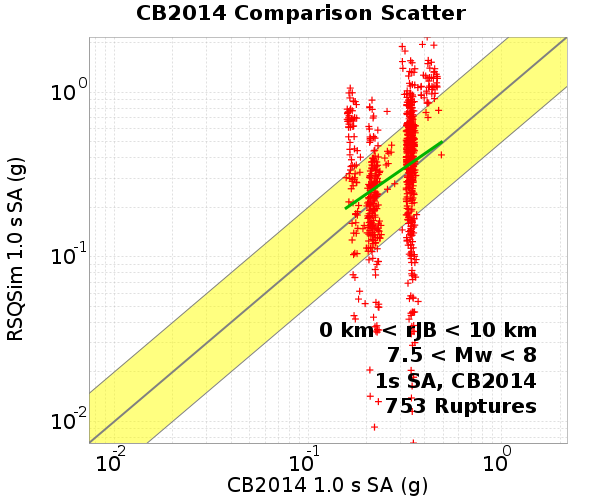 CB2014 Comparison Scatter
RSQSim 1.0 s SA (g)
10^0
10^-1
10^-2
0 km < rJB < 10 km
7.5 < Mw < 8
1s SA, CB2014
753 Ruptures
10^-2 10^-1 10^0
CB2014 1.0 s SA (g)